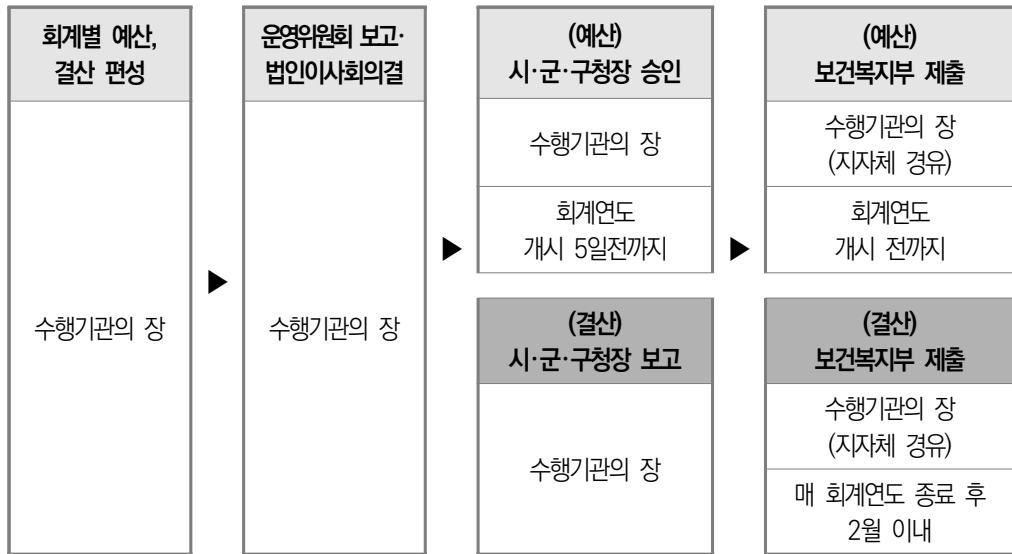 회계별 예산,
결산 편성
수행기관의 장
▶
운영위원회 보고·
법인이사회의결
수행기관의 장
▶
(예산)
시·군·구청장 승인
수행기관의 장
회계연도
개시 5일전까지
▶
(예산)
보건복지부 제출
수행기관의 장
(지자체 경유)
회계연도
개시 전까지
(결산)
시·군·구청장 보고
수행기관의 장
(결산)
보건복지부 제출
수행기관의 장
(지자체 경유)
매 회계연도 종료 후
2월 이내